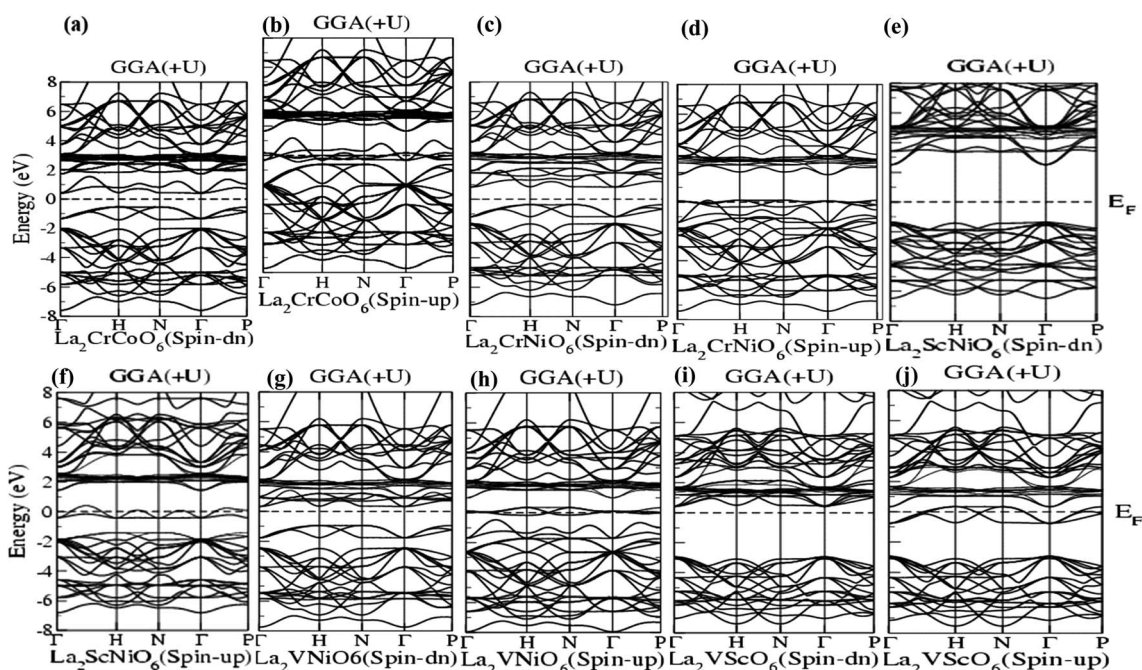 (a) (b) (c) (d) (e)
GGA(+U) GGA(+U) GGA(+U) GGA(+U) GGA(+U)
8
6
4
2
0
-2
-4
-6
-8
Energy (eV)
E_F
Γ H N Γ P Γ H N Γ P Γ H N Γ P Γ H N Γ P Γ H N Γ P
La₂CrCoO₆(Spin-dn) La₂CrCoO₆(Spin-up) La₂CrNiO₆(Spin-dn) La₂CrNiO₆(Spin-up) La₂ScNiO₆(Spin-dn)
(f) (g) (h) (i) (j)
GGA(+U) GGA(+U) GGA(+U) GGA(+U) GGA(+U)
8
6
4
2
0
-2
-4
-6
-8
Energy (eV)
E_F
Γ H N Γ P Γ H N Γ P Γ H N Γ P Γ H N Γ P Γ H N Γ P
La₂ScNiO₆(Spin-up) La₂VNiO6(Spin-dn) La₂VNiO₆(Spin-up) La₂VScO₆(Spin-dn) La₂VScO₆(Spin-up)